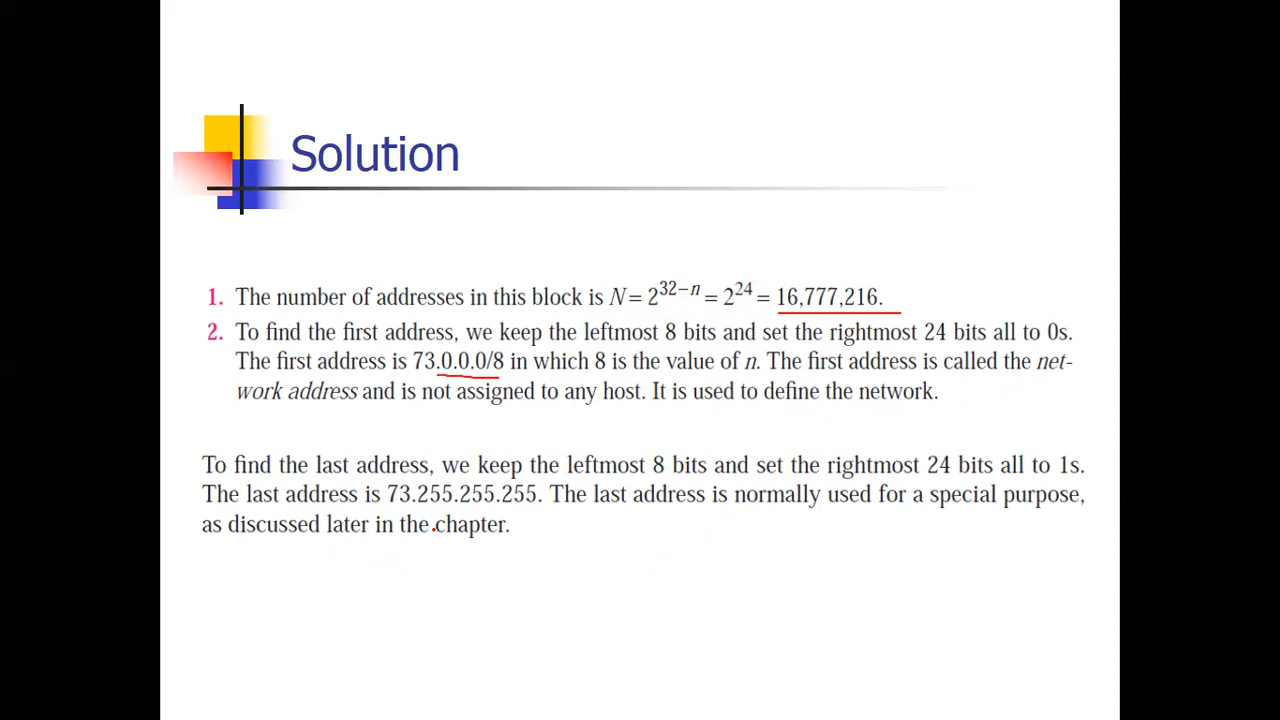 Solution
1. The number of addresses in this block is N = 2^{32−n} = 2^{24} = 16,777,216.
2. To find the first address, we keep the leftmost 8 bits and set the rightmost 24 bits all to 0s.
The first address is 73.0.0.0/8 in which 8 is the value of n. The first address is called the net-
work address and is not assigned to any host. It is used to define the network.
To find the last address, we keep the leftmost 8 bits and set the rightmost 24 bits all to 1s.
The last address is 73.255.255.255. The last address is normally used for a special purpose,
as discussed later in the chapter.